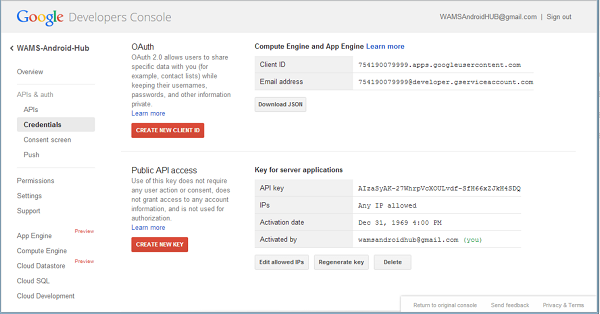 Google Developers Console
WAMSAndroidHUB@gmail.com | Sign out
WAMS-Android-Hub
Overview
APIs & auth
APIs
Credentials
Consent screen
Push
Permissions
Settings
Support
App Engine Preview
Compute Engine
Cloud Datastore Preview
Cloud SQL
Cloud Development
OAuth
OAuth 2.0 allows users to share
specific data with you (for
example, contact lists) while
keeping their usernames,
passwords, and other information
private.
Learn more
CREATE NEW CLIENT ID
Compute Engine and App Engine Learn more
Client ID 754190079999.apps.googleusercontent.com
Email address 754190079999@developer.gserviceaccount.com
Download JSON
Public API access
Use of this key does not require
any user action or consent, does
not grant access to any account
information, and is not used for
authorization.
Learn more
CREATE NEW KEY
Key for server applications
API key
IPs Any IP allowed
Activation date Dec 31, 1969 4:00 PM
Activated by wamsandroidhub@gmail.com (you)
Edit allowed IPs Regenerate key Delete
Return to original console Send feedback Privacy & Terms